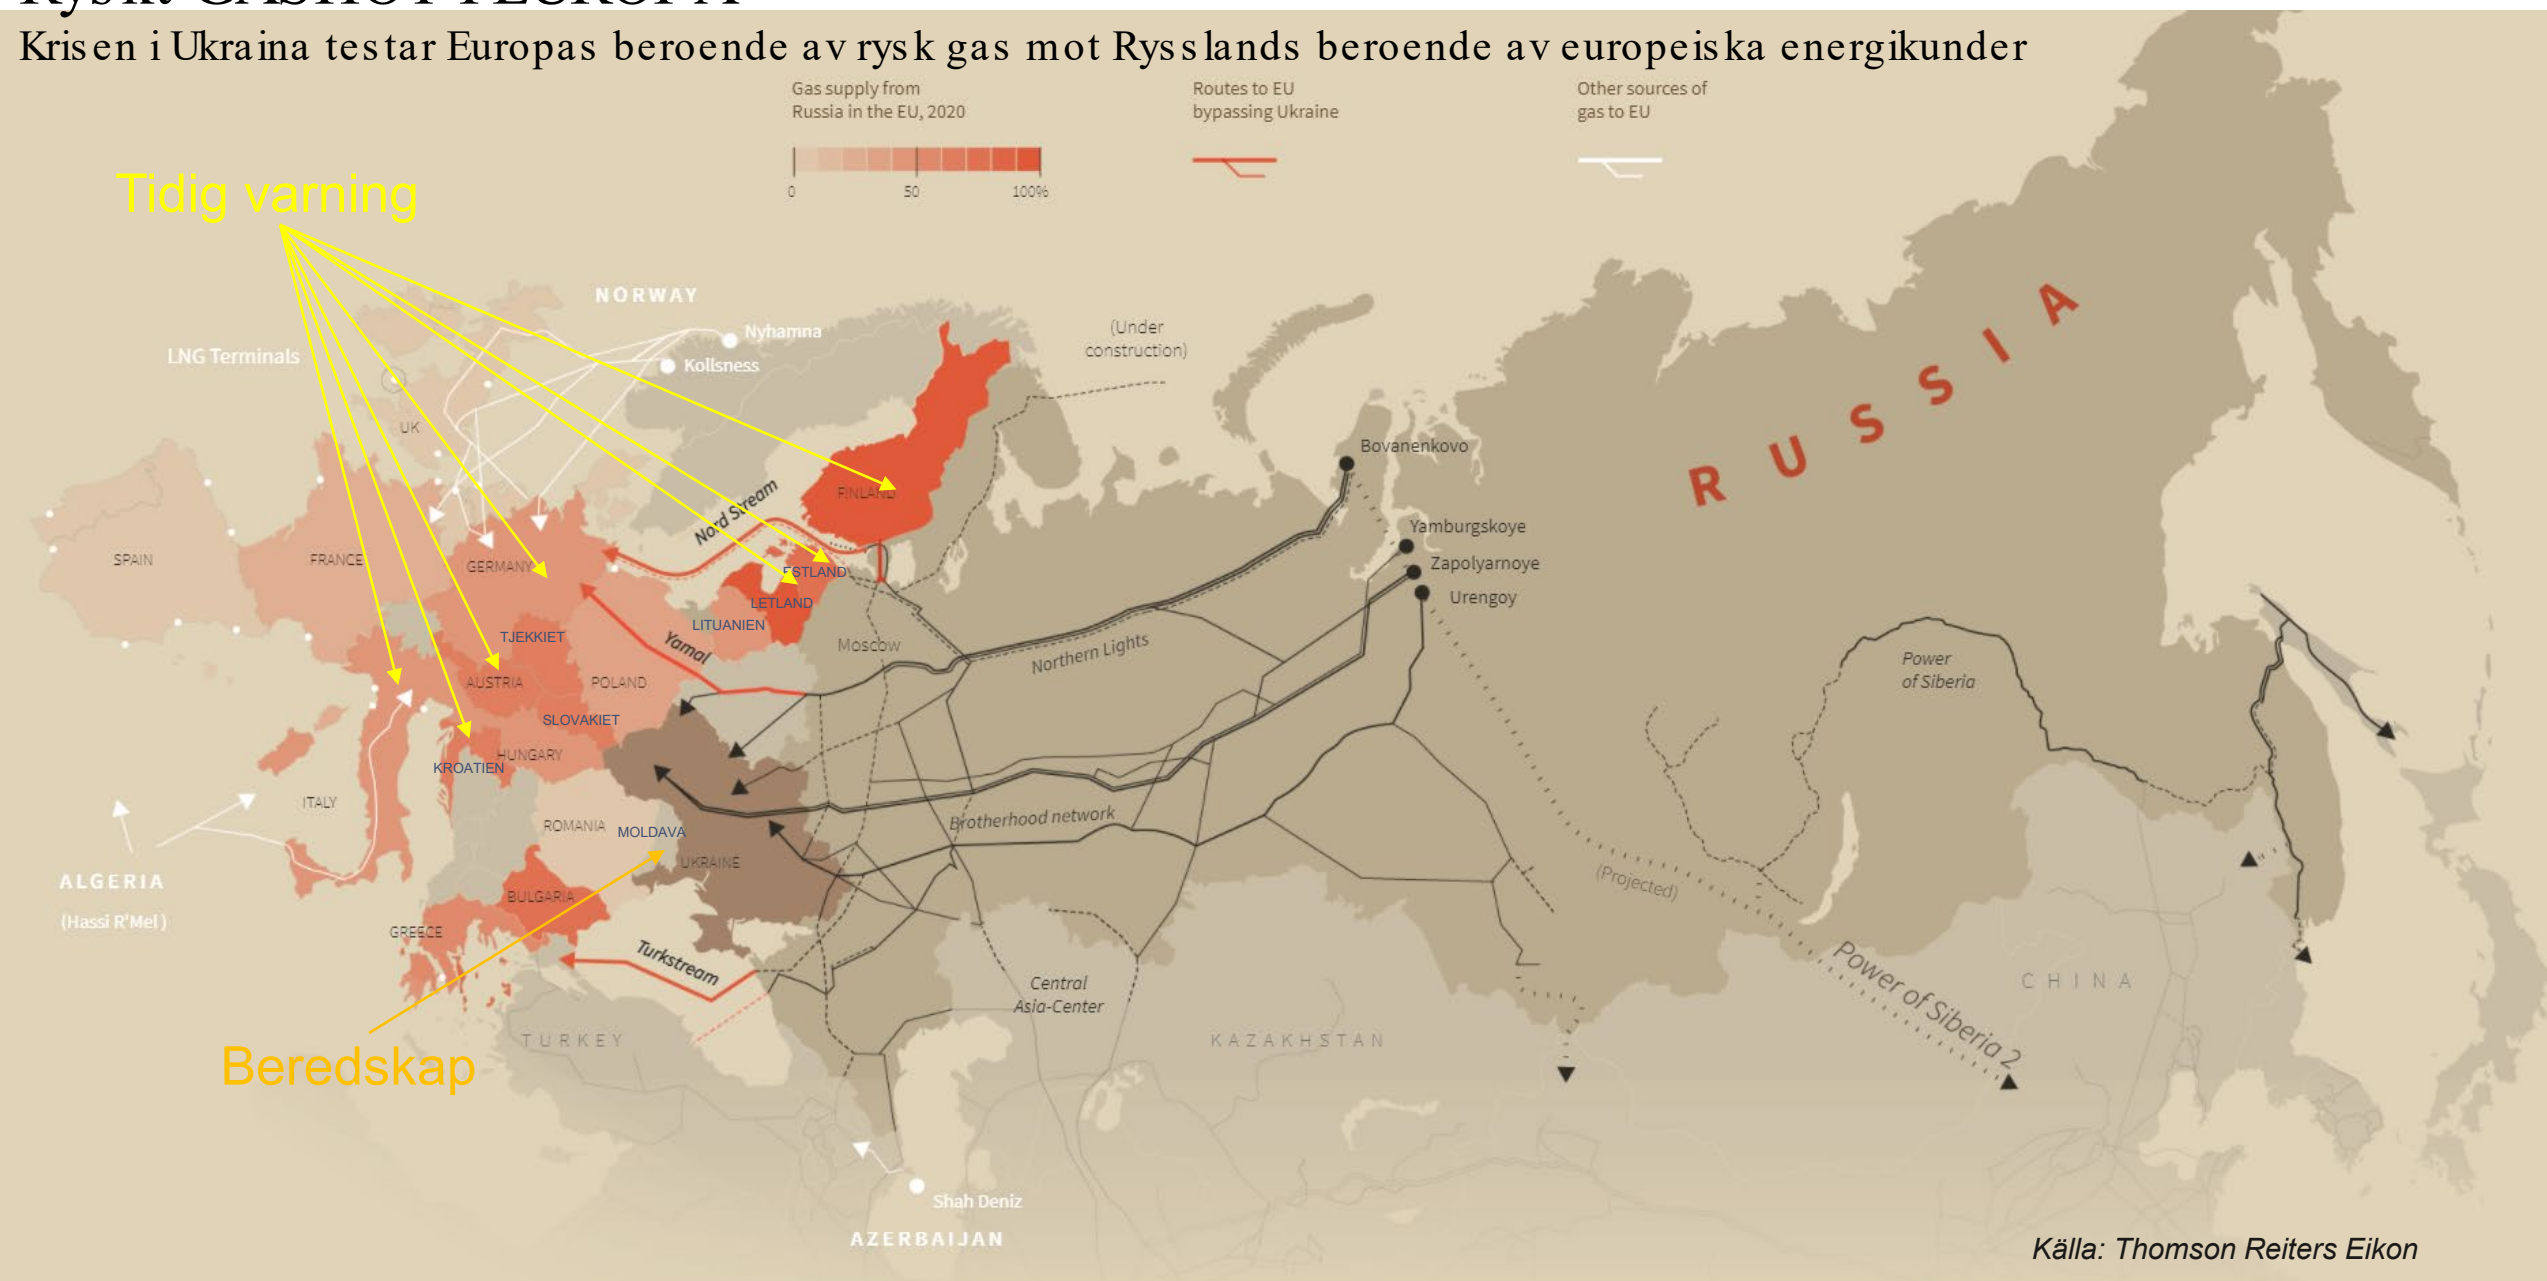 Rysk: GASHOT I EUROPA
Krisen i Ukraina testar Europas beroende av rysk gas mot Rysslands beroende av europeiska energikunder
Gas supply from
Russia in the EU, 2020
0
50
100%
Routes to EU
bypassing Ukraine
Other sources of
gas to EU
Tidig varning
NORWAY
Nyhamna
Kollsness
LNG Terminals
(Under
construction)
RUSSIA
UK
Bovanenkovo
FINLAND
Nord Stream
Yamburgskoye
SPAIN
FRANCE
GERMANY
ESTLAND
Zapolyarnoye
LETLAND
Urengoy
LITUANIEN
TJEKKIET
Yamal
Moscow
Northern Lights
Power
of Siberia
AUSTRIA
POLAND
SLOVAKIET
HUNGARY
KROATIEN
ITALY
ROMANIA
MOLDAVA
Brotherhood network
UKRAINE
ALGERIA
(Hassi R'Mel)
BULGARIA
(Projected)
GREECE
Turkstream
Central
Asia-Center
Power of Siberia 2
CHINA
TURKEY
KAZAKHSTAN
Beredskap
Shah Deniz
AZERBAIJAN
Källa: Thomson Reiters Eikon